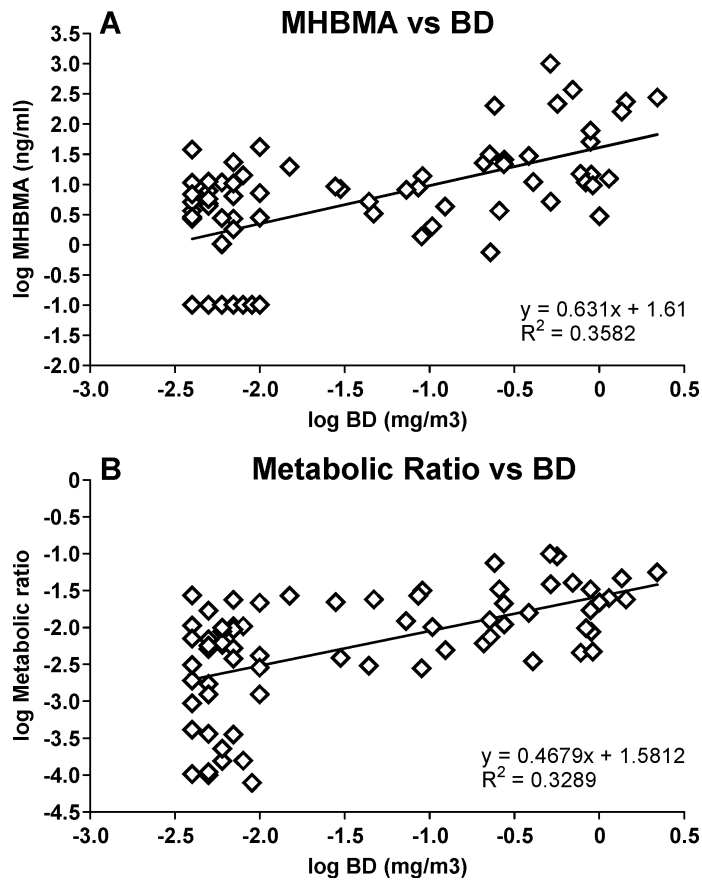 A MHBMA vs BD
3.5
3.0
2.5
2.0
1.5
1.0
0.5
0
-0.5
-1.0
-1.5
-2.0
log MHBMA (ng/ml)
y = 0.631x + 1.61
R² = 0.3582
-3.0 -2.5 -2.0 -1.5 -1.0 -0.5 0 0.5
log BD (mg/m3)
B Metabolic Ratio vs BD
0
-0.5
-1.0
-1.5
-2.0
-2.5
-3.0
-3.5
-4.0
-4.5
log Metabolic ratio
y = 0.4679x + 1.5812
R² = 0.3289
-3.0 -2.5 -2.0 -1.5 -1.0 -0.5 0 0.5
log BD (mg/m3)